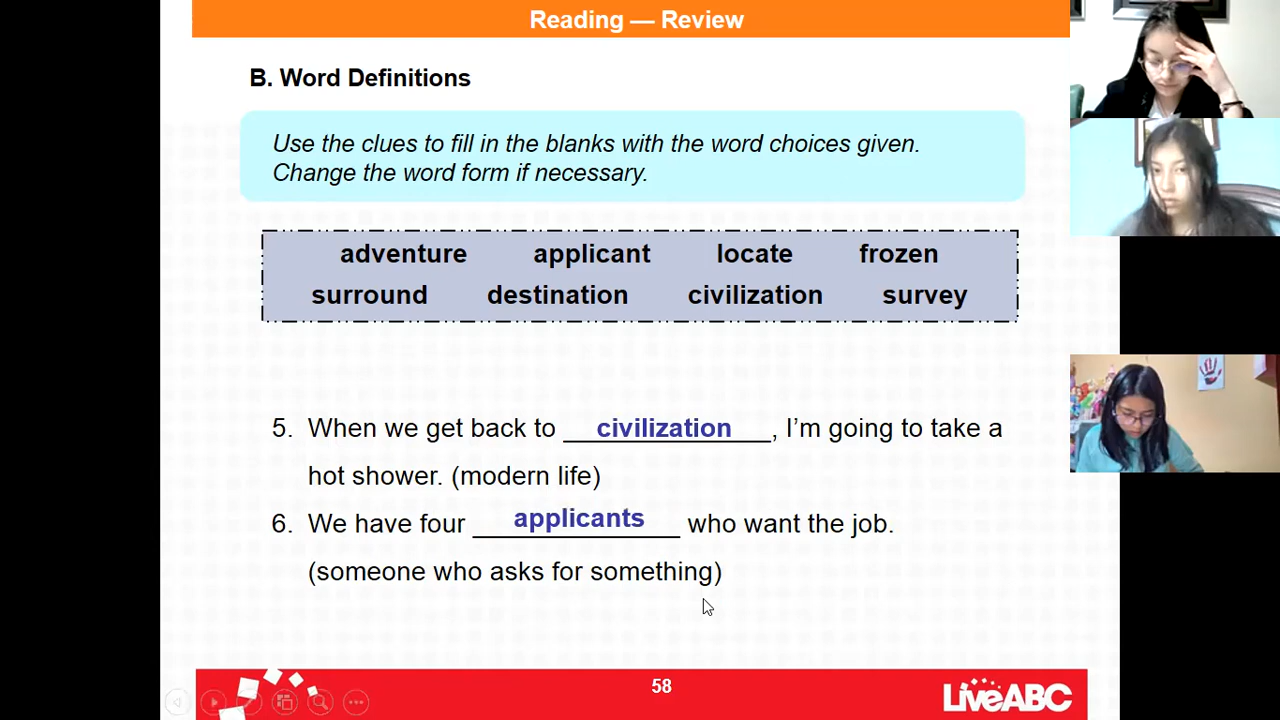 Reading — Review
B. Word Definitions
Use the clues to fill in the blanks with the word choices given.
Change the word form if necessary.
adventure applicant locate frozen
surround destination civilization survey
5. When we get back to civilization, I’m going to take a
hot shower. (modern life)
6. We have four applicants who want the job.
(someone who asks for something)
58
LiveABC